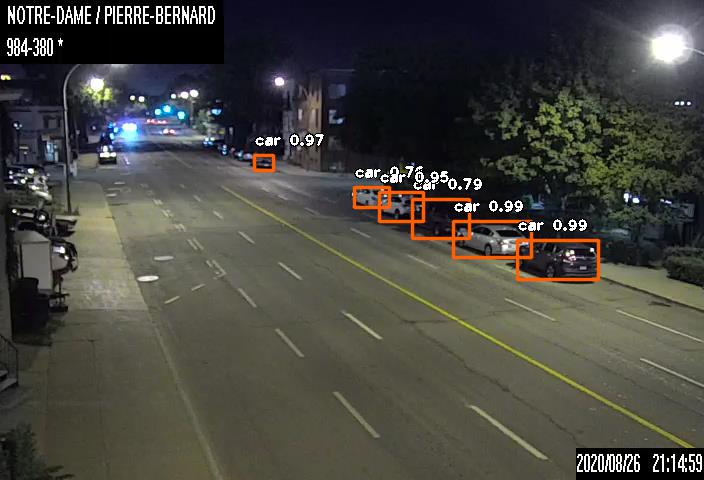 NOTRE-DAME / PIERRE-BERNARD
984-380 *
car 0.97
car 0.76
car 0.95
car 0.79
car 0.99
car 0.99
2020/08/26 21:14:59